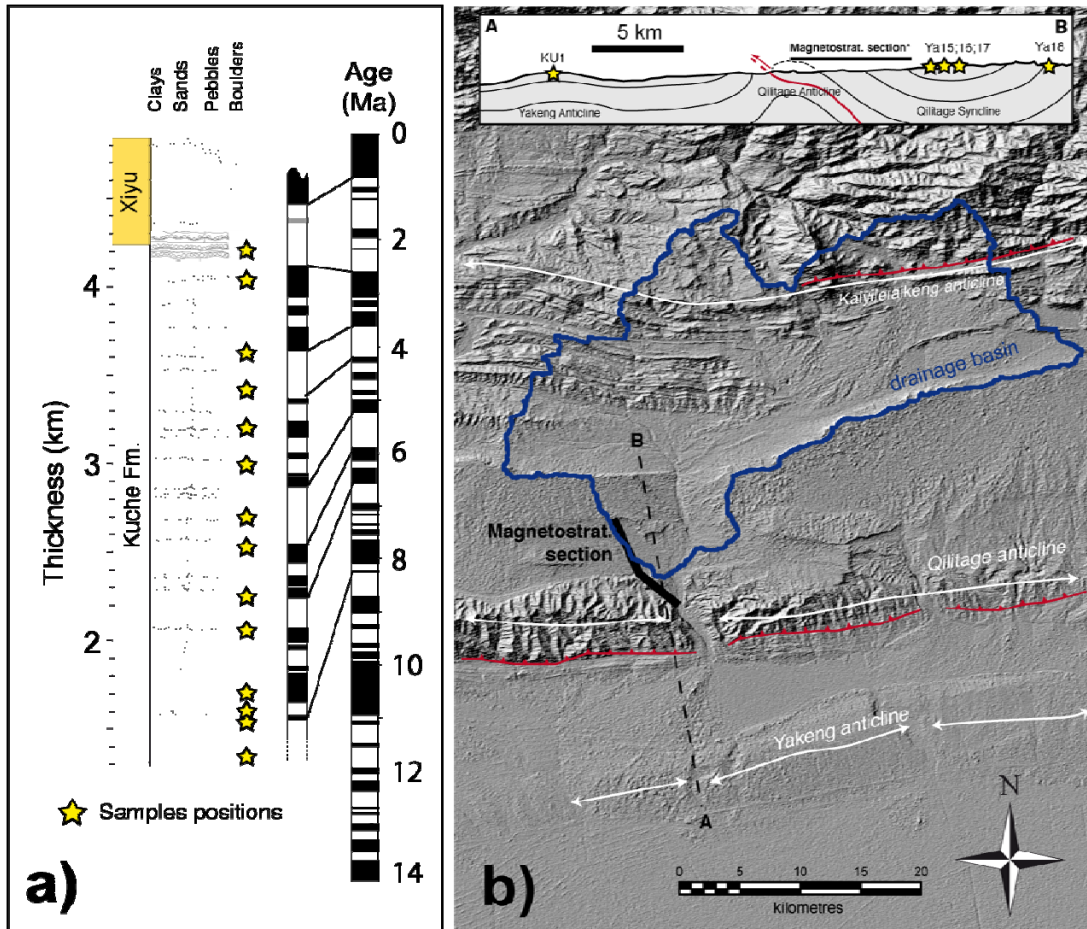 Clays
Sands
Pebbles
Boulders
Age
(Ma)
Xiyu
Kuche Fm.
Thickness (km)
4
3
2
0
2
4
6
8
10
12
14
Samples positions
a)
A
B
5 km
KU1
Magnetostrat. section*
Ya15;16;17
Ya18
Yakeng Anticline
Qilitage Anticline
Qilitage Syncline
drainage basin
B
Magnetostrat.
section
Qilitage anticline
Yakeng anticline
A
N
0 5 10 15 20
kilometres
b)